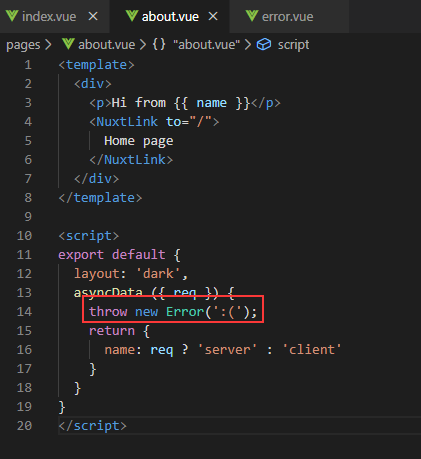 index.vue about.vue error.vue
pages > about.vue > {} "about.vue" > script
1 <template>
2 <div>
3 <p>Hi from {{ name }}</p>
4 <NuxtLink to="/">
5 Home page
6 </NuxtLink>
7 </div>
8 </template>
9
10 <script>
11 export default {
12 layout: 'dark',
13 asyncData ({ req }) {
14 throw new Error(':(');
15 return {
16 name: req ? 'server' : 'client'
17 }
18 }
19 }
20 </script>